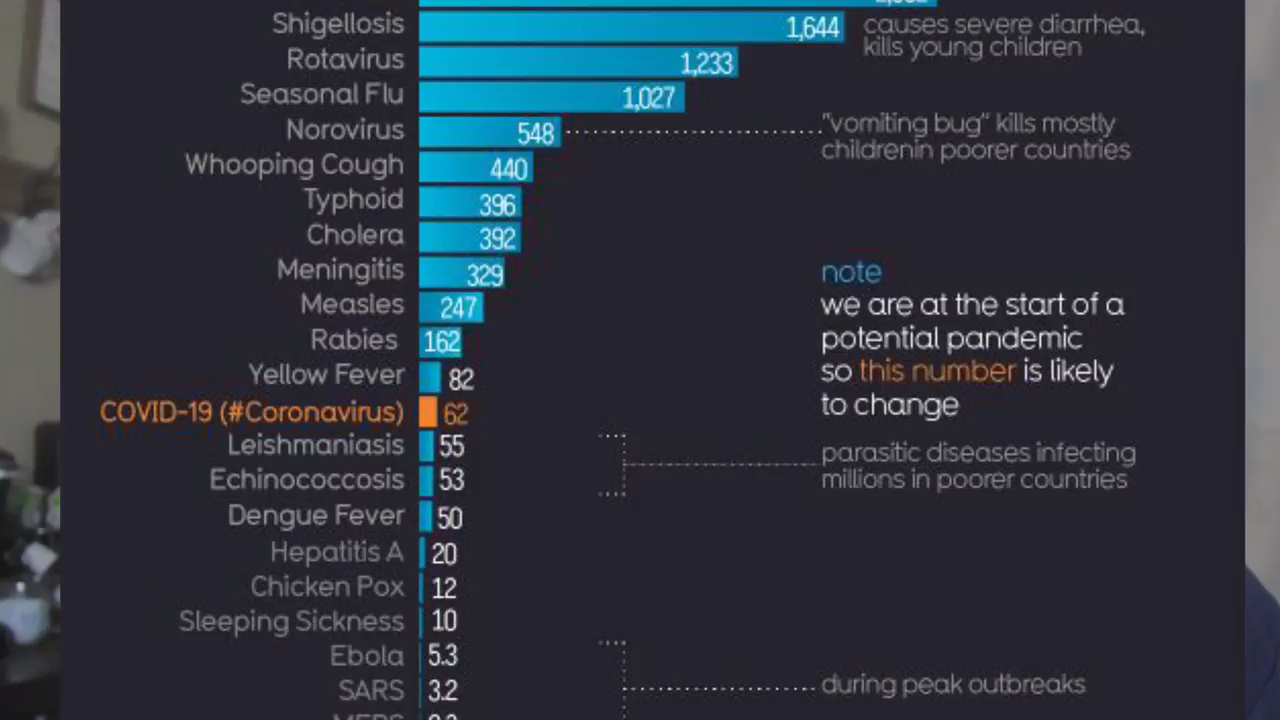 Shigellosis 1,644 causes severe diarrhea,
kills young children
Rotavirus 1,233
Seasonal Flu 1,027
Norovirus 548 "vomiting bug" kills mostly
childrenin poorer countries
Whooping Cough 440
Typhoid 396
Cholera 392
Meningitis 329
note
Measles 247
we are at the start of a
Rabies 162
potential pandemic
Yellow Fever 82
so this number is likely
COVID-19 (#Coronavirus) 62
to change
Leishmaniasis 55
parasitic diseases infecting
Echinococcosis 53
millions in poorer countries
Dengue Fever 50
Hepatitis A 20
Chicken Pox 12
Sleeping Sickness 10
Ebola 5.3
SARS 3.2
during peak outbreaks